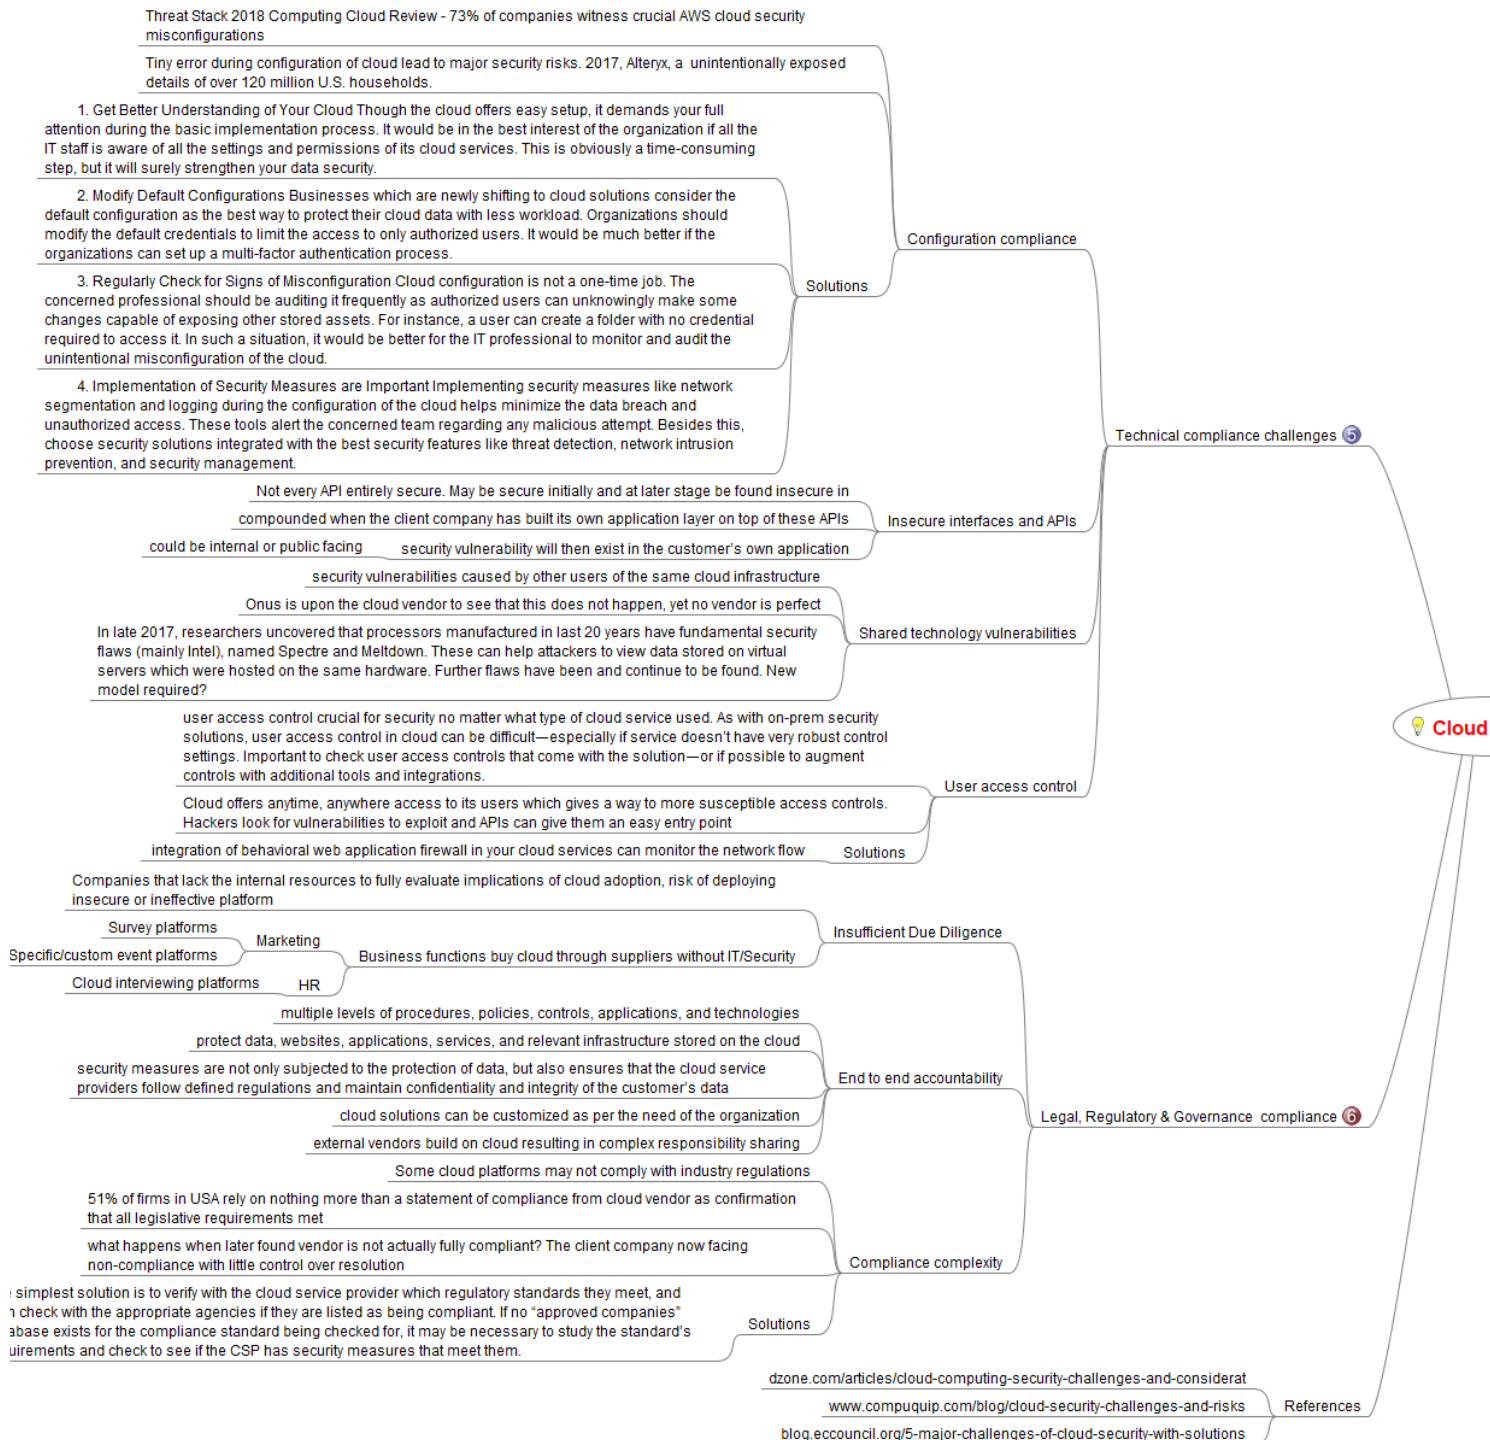 Threat Stack 2018 Computing Cloud Review - 73% of companies witness crucial AWS cloud security
misconfigurations
Tiny error during configuration of cloud lead to major security risks. 2017, Alteryx, a  unintentionally exposed
details of over 120 million U.S. households.
1. Get Better Understanding of Your Cloud Though the cloud offers easy setup, it demands your full
attention during the basic implementation process. It would be in the best interest of the organization if all the
IT staff is aware of all the settings and permissions of its cloud services. This is obviously a time-consuming
step, but it will surely strengthen your data security.
2. Modify Default Configurations Businesses which are newly shifting to cloud solutions consider the
default configuration as the best way to protect their cloud data with less workload. Organizations should
modify the default credentials to limit the access to only authorized users. It would be much better if the
organizations can set up a multi-factor authentication process.
3. Regularly Check for Signs of Misconfiguration Cloud configuration is not a one-time job. The
concerned professional should be auditing it frequently as authorized users can unknowingly make some
changes capable of exposing other stored assets. For instance, a user can create a folder with no credential
required to access it. In such a situation, it would be better for the IT professional to monitor and audit the
unintentional misconfiguration of the cloud.
4. Implementation of Security Measures are Important Implementing security measures like network
segmentation and logging during the configuration of the cloud helps minimize the data breach and
unauthorized access. These tools alert the concerned team regarding any malicious attempt. Besides this,
choose security solutions integrated with the best security features like threat detection, network intrusion
prevention, and security management.
Solutions
Configuration compliance
Not every API entirely secure. May be secure initially and at later stage be found insecure in
compounded when the client company has built its own application layer on top of these APIs
could be internal or public facing
security vulnerability will then exist in the customer's own application
Insecure interfaces and APIs
security vulnerabilities caused by other users of the same cloud infrastructure
Onus is upon the cloud vendor to see that this does not happen, yet no vendor is perfect
In late 2017, researchers uncovered that processors manufactured in last 20 years have fundamental security
flaws (mainly Intel), named Spectre and Meltdown. These can help attackers to view data stored on virtual
servers which were hosted on the same hardware. Further flaws have been and continue to be found. New
model required?
Shared technology vulnerabilities
user access control crucial for security no matter what type of cloud service used. As with on-prem security
solutions, user access control in cloud can be difficult—especially if service doesn't have very robust control
settings. Important to check user access controls that come with the solution—or if possible to augment
controls with additional tools and integrations.
Cloud offers anytime, anywhere access to its users which gives a way to more susceptible access controls.
Hackers look for vulnerabilities to exploit and APIs can give them an easy entry point
integration of behavioral web application firewall in your cloud services can monitor the network flow
Solutions
User access control
Technical compliance challenges 5
Cloud
Companies that lack the internal resources to fully evaluate implications of cloud adoption, risk of deploying
insecure or ineffective platform
Survey platforms
Specific/custom event platforms
Marketing
Cloud interviewing platforms
HR
Business functions buy cloud through suppliers without IT/Security
Insufficient Due Diligence
multiple levels of procedures, policies, controls, applications, and technologies
protect data, websites, applications, services, and relevant infrastructure stored on the cloud
security measures are not only subjected to the protection of data, but also ensures that the cloud service
providers follow defined regulations and maintain confidentiality and integrity of the customer's data
cloud solutions can be customized as per the need of the organization
external vendors build on cloud resulting in complex responsibility sharing
End to end accountability
Some cloud platforms may not comply with industry regulations
51% of firms in USA rely on nothing more than a statement of compliance from cloud vendor as confirmation
that all legislative requirements met
what happens when later found vendor is not actually fully compliant? The client company now facing
non-compliance with little control over resolution
simplest solution is to verify with the cloud service provider which regulatory standards they meet, and
check with the appropriate agencies if they are listed as being compliant. If no “approved companies”
exists for the compliance standard being checked for, it may be necessary to study the standard's
and check to see if the CSP has security measures that meet them.
Solutions
Compliance complexity
Legal, Regulatory & Governance  compliance 6
dzone.com/articles/cloud-computing-security-challenges-and-considerat
www.compuquip.com/blog/cloud-security-challenges-and-risks
blog.eccouncil.org/5-major-challenges-of-cloud-security-with-solutions
References